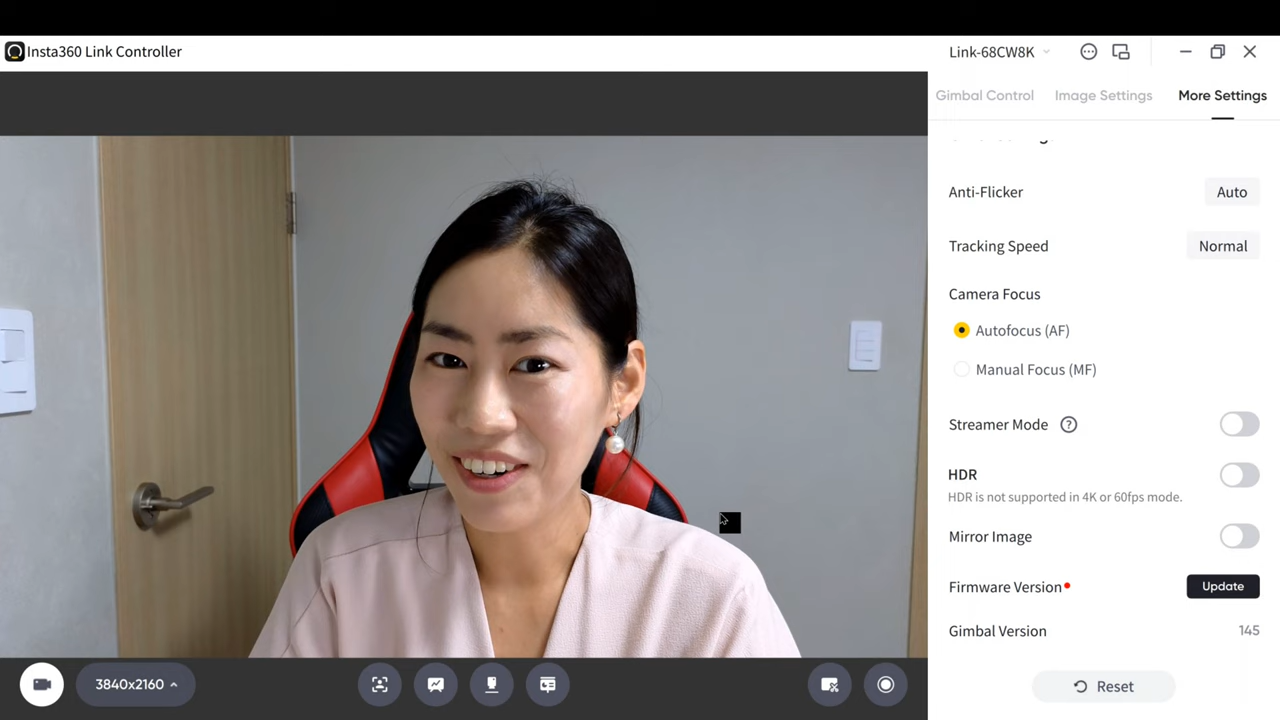 Insta360 Link Controller
Link-68CW8K
Gimbal Control Image Settings More Settings
Anti-Flicker Auto
Tracking Speed Normal
Camera Focus
Autofocus (AF)
Manual Focus (MF)
Streamer Mode ?
HDR
HDR is not supported in 4K or 60fps mode.
Mirror Image
Firmware Version Update
Gimbal Version 145
3840x2160
Reset